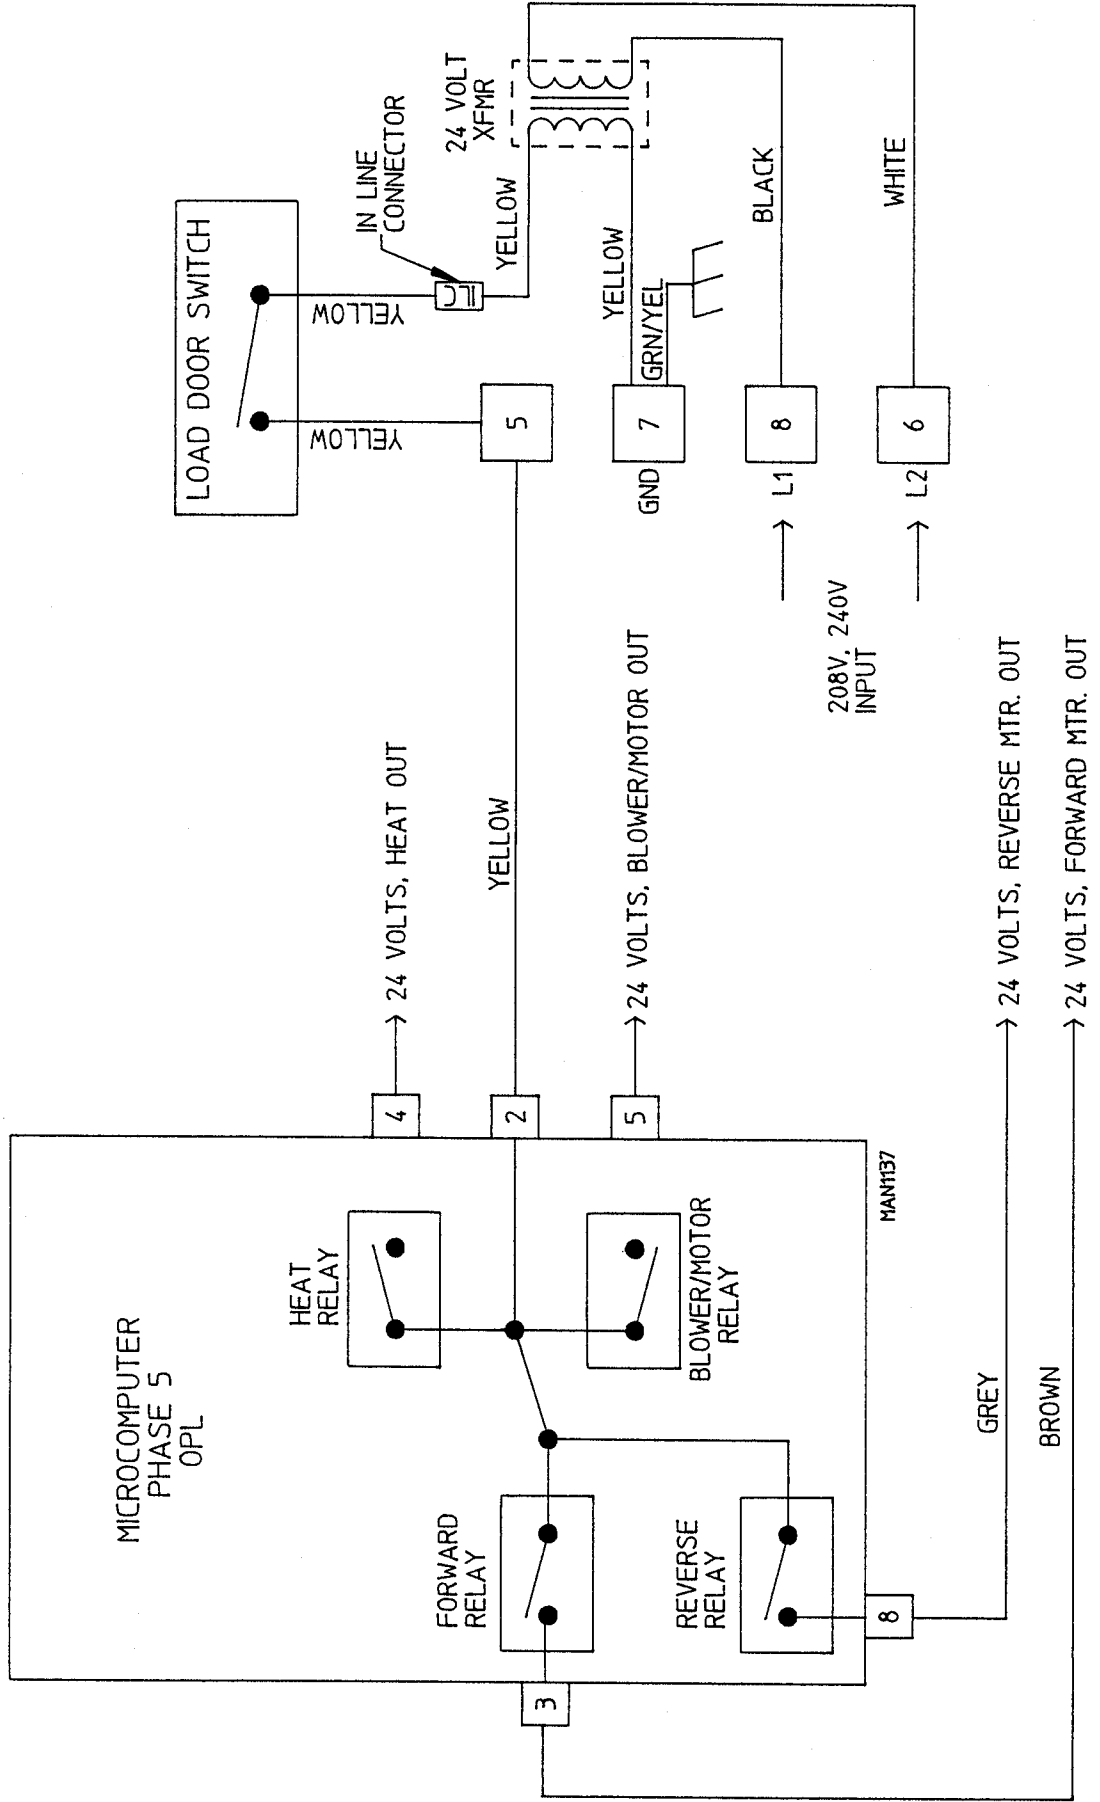 MICROCOMPUTER
PHASE 5
OPL
FORWARD
RELAY
REVERSE
RELAY
HEAT
RELAY
BLOWER/MOTOR
RELAY
3
8
4
2
5
MAN1137
GREY
BROWN
24 VOLTS, HEAT OUT
YELLOW
24 VOLTS, BLOWER/MOTOR OUT
24 VOLTS, REVERSE MTR. OUT
24 VOLTS, FORWARD MTR. OUT
208V, 240V
INPUT
LOAD DOOR SWITCH
YELLOW
YELLOW
IN LINE
CONNECTOR
ILC
YELLOW
24 VOLT
XFMR
5
YELLOW
GRN/YEL
GND
7
BLACK
L1
8
WHITE
L2
6